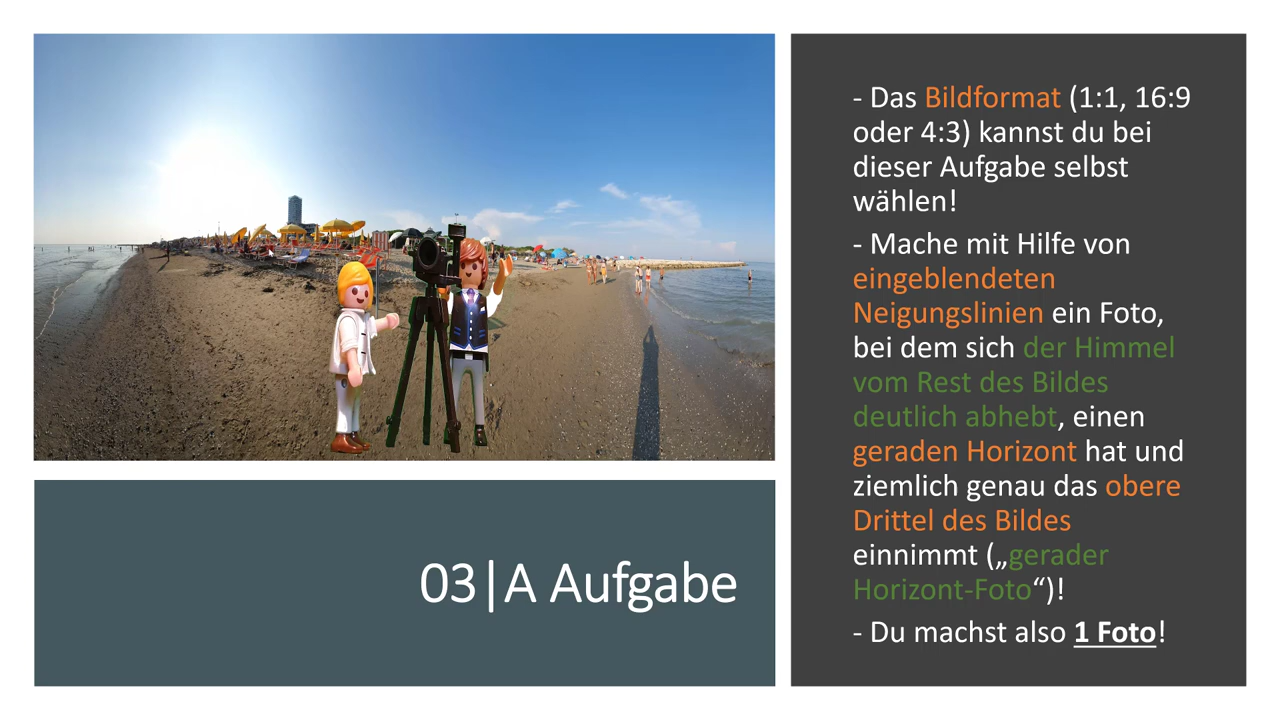 03|A Aufgabe
- Das Bildformat (1:1, 16:9
oder 4:3) kannst du bei
dieser Aufgabe selbst
wählen!
- Mache mit Hilfe von
eingeblendeten
Neigungslinien ein Foto,
bei dem sich der Himmel
vom Rest des Bildes
deutlich abhebt, einen
geraden Horizont hat und
ziemlich genau das obere
Drittel des Bildes
einnimmt („gerader
Horizont-Foto“)!
- Du machst also 1 Foto!